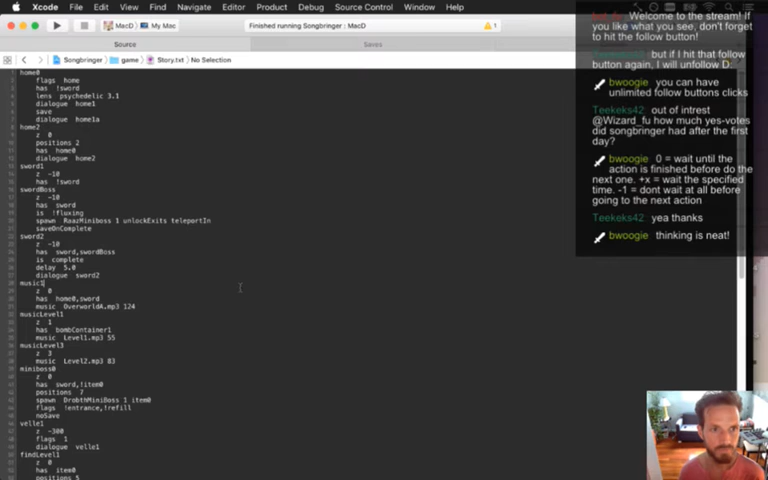 Xcode File Edit View Find Navigate Editor Product Debug Source Control Window Help
MacD My Mac Finished running Songbringer : MacD 1
Source Saves
Songbringer game Story.txt No Selection
home0
flags home
has !sword
lens psychedelic 3.1
dialogue home1
save
dialogue home1a
home2
z 0
positions 2
has home0
dialogue home2
sword1
z -10
has !sword
swordBoss
z -10
has sword
is !fluxing
spawn RaazMiniboss 1 unlockExits teleportIn
saveOnComplete
sword2
z -10
has sword,swordBoss
is complete
delay 5.0
dialogue sword2
music1
z 0
has home0,sword
music OverworldA.mp3 124
musicLevel1
z 1
has bombContainer1
music Level1.mp3 55
musicLevel3
z 3
music Level2.mp3 83
miniboss0
z 0
has sword,!item0
positions 7
spawn DrobthMiniBoss 1 item0
flags !entrance,!refill
noSave
velle1
z -300
flags 1
dialogue velle1
findLevel1
z 0
has item0
positions 5
Welcome to the stream! If
you like what you see, don't forget
to hit the follow button!
but if I hit that follow
button again, I will unfollow D:
bwoogie you can have
unlimited follow buttons clicks
Teekeks42 out of intrest
@Wizard_fu how much yes-votes
did songbringer had after the first
day?
bwoogie 0 = wait until the
action is finished before do the
next one. +x = wait the specified
time. -1 = dont wait at all before
going to the next action
Teekeks42 yea thanks
bwoogie thinking is neat!